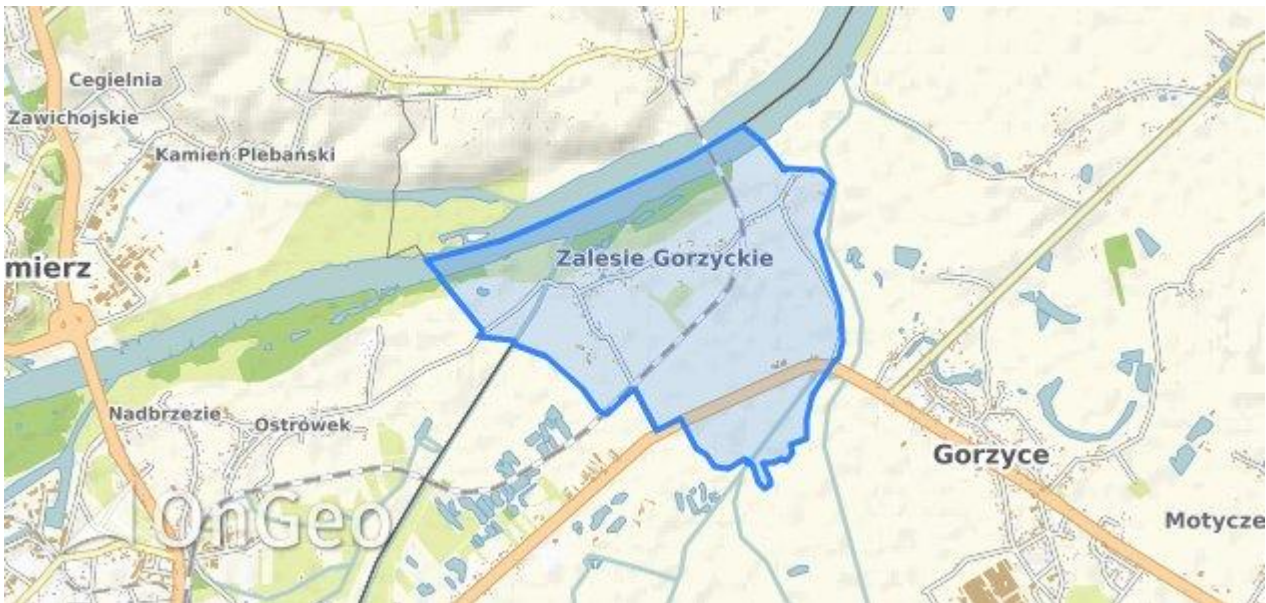 Cegielnia
Zawichojskie
Kamień Plebański
mierz
Zalesie Gorzyckie
Nadbrzezie
Ostrówek
Gorzyce
Motycze
OnGeo